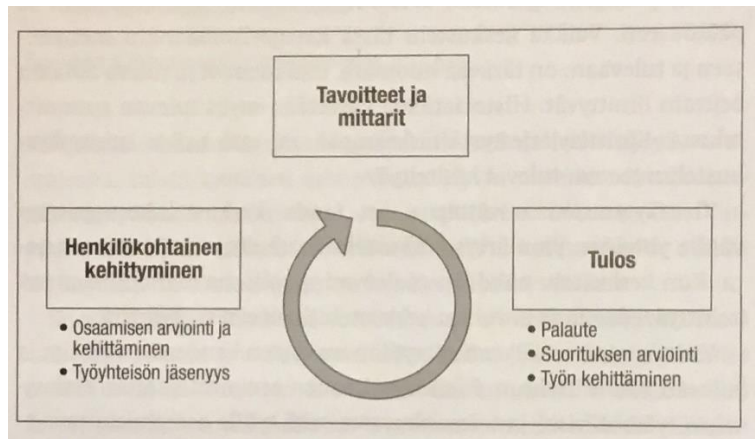 Tavoitteet ja
mittarit
Henkilökohtainen
kehittyminen
• Osaamisen arviointi ja
kehittäminen
• Työyhteisön jäsenyys
Tulos
• Palaute
• Suorituksen arviointi
• Työn kehittäminen